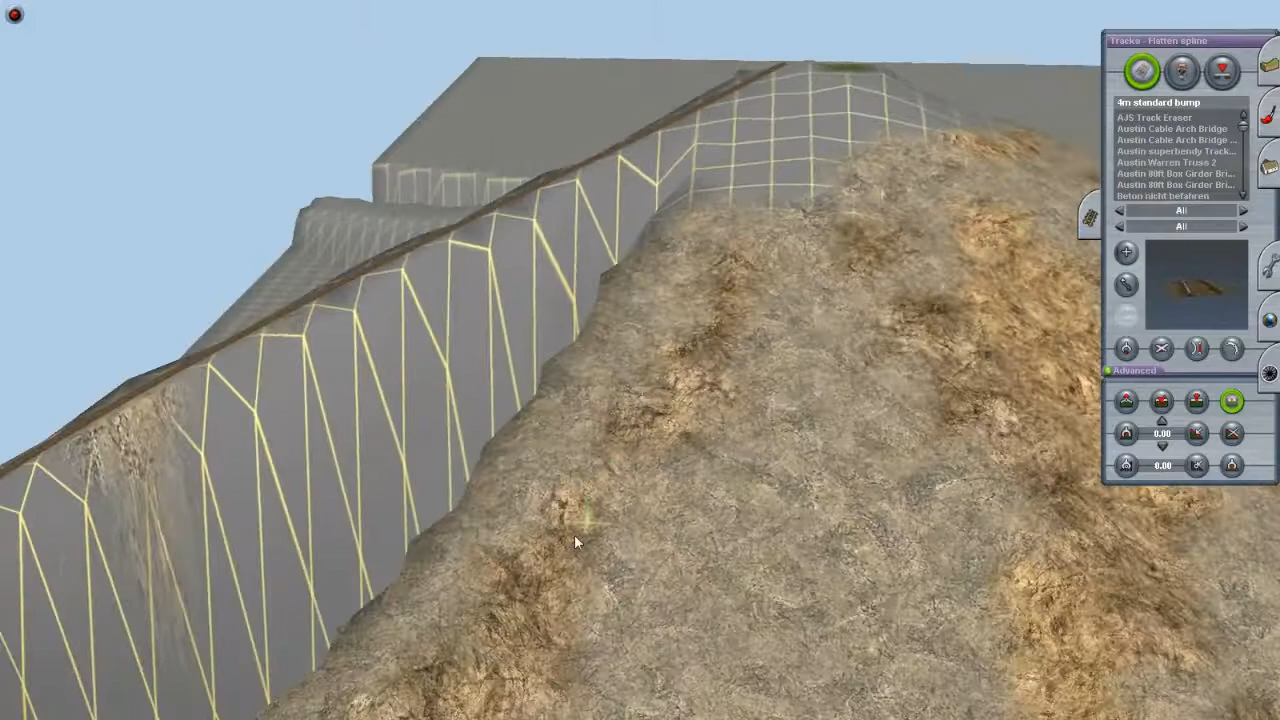 Tracks - Flatten spline
4m standard bump
AJS Track Eraser
Austin Cable Arch Bridge
Austin Cable Arch Bridge ...
Austin superbendy Track...
Austin Warren Truss 2
Austin 80ft Box Girder Bri...
Austin 80ft Box Girder Bri...
Beton nicht befahren
All
All
Advanced
0.00
0.00